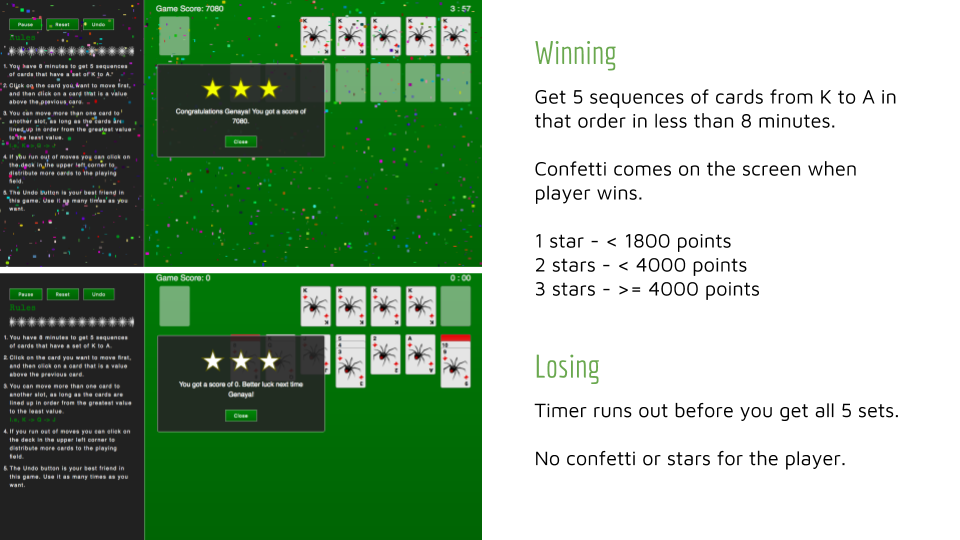 Game Score: 7080
3 : 57
Pause
Reset
Undo
Rules
1. You have 8 minutes to get 5 sequences
of cards that have a set of K to A.
2. Click on the card you want to move first,
and then click on a card that is a value
above the previous card.
3. You can move more than one card to
another slot, as long as the cards are
lined up in order from the greatest value
to the least value.
i.e. K -> Q -> J
4. If you run out of moves you can click on
the deck in the upper left corner to
distribute more cards to the playing
field.
5. The Undo button is your best friend in
this game. Use it as many times as you
want.
K K K K K
Congratulations Genays! You got a score of
7080.
Close
Game Score: 0
0 : 00
Pause
Reset
Undo
Rules
1. You have 8 minutes to get 5 sequences
of cards that have a set of K to A.
2. Click on the card you want to move first,
and then click on a card that is a value
above the previous card.
3. You can move more than one card to
another slot, as long as the cards are
lined up in order from the greatest value
to the least value.
i.e. K -> Q -> J
4. If you run out of moves you can click on
the deck in the upper left corner to
distribute more cards to the playing
field.
5. The Undo button is your best friend in
this game. Use it as many times as you
want.
K K K K
You got a score of 0. Better luck next time
Genays!
Close
Winning
Get 5 sequences of cards from K to A in
that order in less than 8 minutes.
Confetti comes on the screen when
player wins.
1 star - < 1800 points
2 stars - < 4000 points
3 stars - >= 4000 points
Losing
Timer runs out before you get all 5 sets.
No confetti or stars for the player.